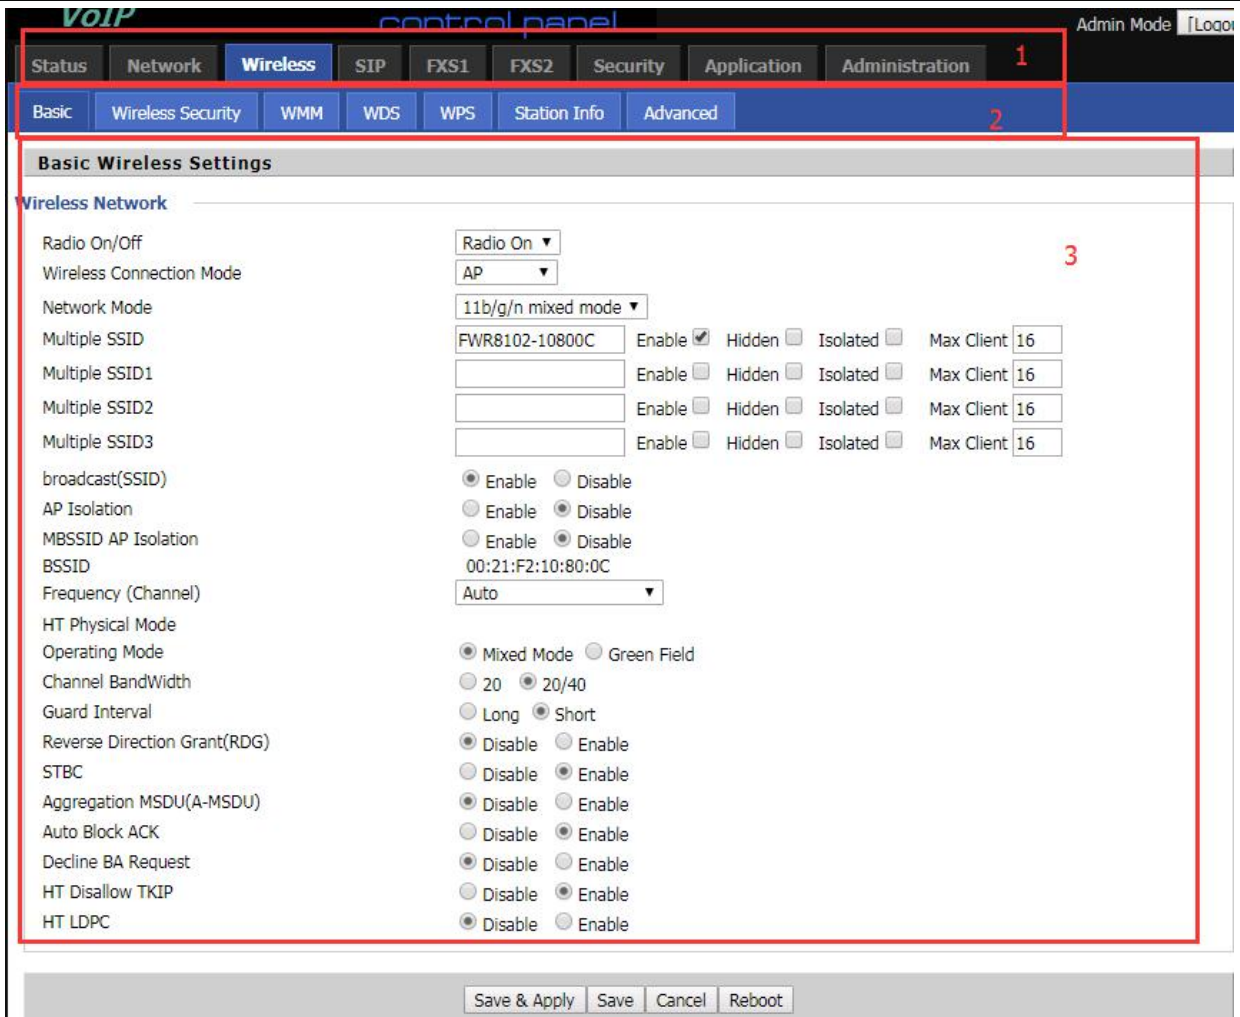 VoIP control panel Admin Mode [Logou
Status Network Wireless SIP FXS1 FXS2 Security Application Administration 1
Basic Wireless Security WMM WDS WPS Station Info Advanced 2
Basic Wireless Settings
Wireless Network
Radio On/Off Radio On 3
Wireless Connection Mode AP
Network Mode 11b/g/n mixed mode
Multiple SSID FWR8102-10800C Enable Hidden Isolated Max Client 16
Multiple SSID1 Enable Hidden Isolated Max Client 16
Multiple SSID2 Enable Hidden Isolated Max Client 16
Multiple SSID3 Enable Hidden Isolated Max Client 16
broadcast(SSID) Enable Disable
AP Isolation Enable Disable
MBSSID AP Isolation Enable Disable
BSSID 00:21:F2:10:80:0C
Frequency (Channel) Auto
HT Physical Mode
Operating Mode Mixed Mode Green Field
Channel BandWidth 20 20/40
Guard Interval Long Short
Reverse Direction Grant(RDG) Disable Enable
STBC Disable Enable
Aggregation MSDU(A-MSDU) Disable Enable
Auto Block ACK Disable Enable
Decline BA Request Disable Enable
HT Disallow TKIP Disable Enable
HT LDPC Disable Enable
Save & Apply Save Cancel Reboot